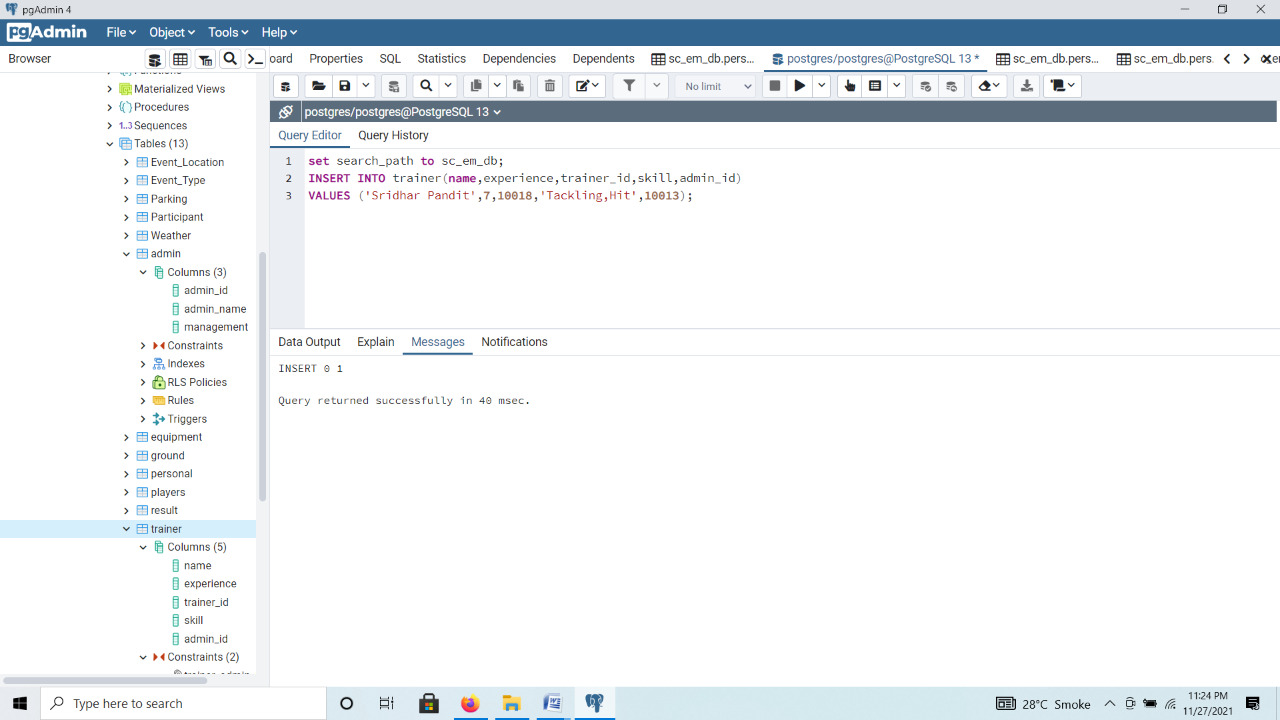 pgAdmin 4
pgAdmin File Object Tools Help
Browser
oard Properties SQL Statistics Dependencies Dependents sc_em_db.pers... postgres/postgres@PostgreSQL 13 * sc_em_db.pers... sc_em_db.pers.
No limit
postgres/postgres@PostgreSQL 13
Query Editor Query History
Functions
Materialized Views
Procedures
1..3 Sequences
Tables (13)
Event_Location
Event_Type
Parking
Participant
Weather
admin
Columns (3)
admin_id
admin_name
management
Constraints
Indexes
RLS Policies
Rules
Triggers
equipment
ground
personal
players
result
trainer
Columns (5)
name
experience
trainer_id
skill
admin_id
Constraints (2)
1 set search_path to sc_em_db;
2 INSERT INTO trainer(name,experience,trainer_id,skill,admin_id)
3 VALUES ('Sridhar Pandit',7,10018,'Tackling,Hit',10013);
Data Output Explain Messages Notifications
INSERT 0 1
Query returned successfully in 40 msec.
Type here to search
28°C Smoke
11:24 PM
11/27/2021